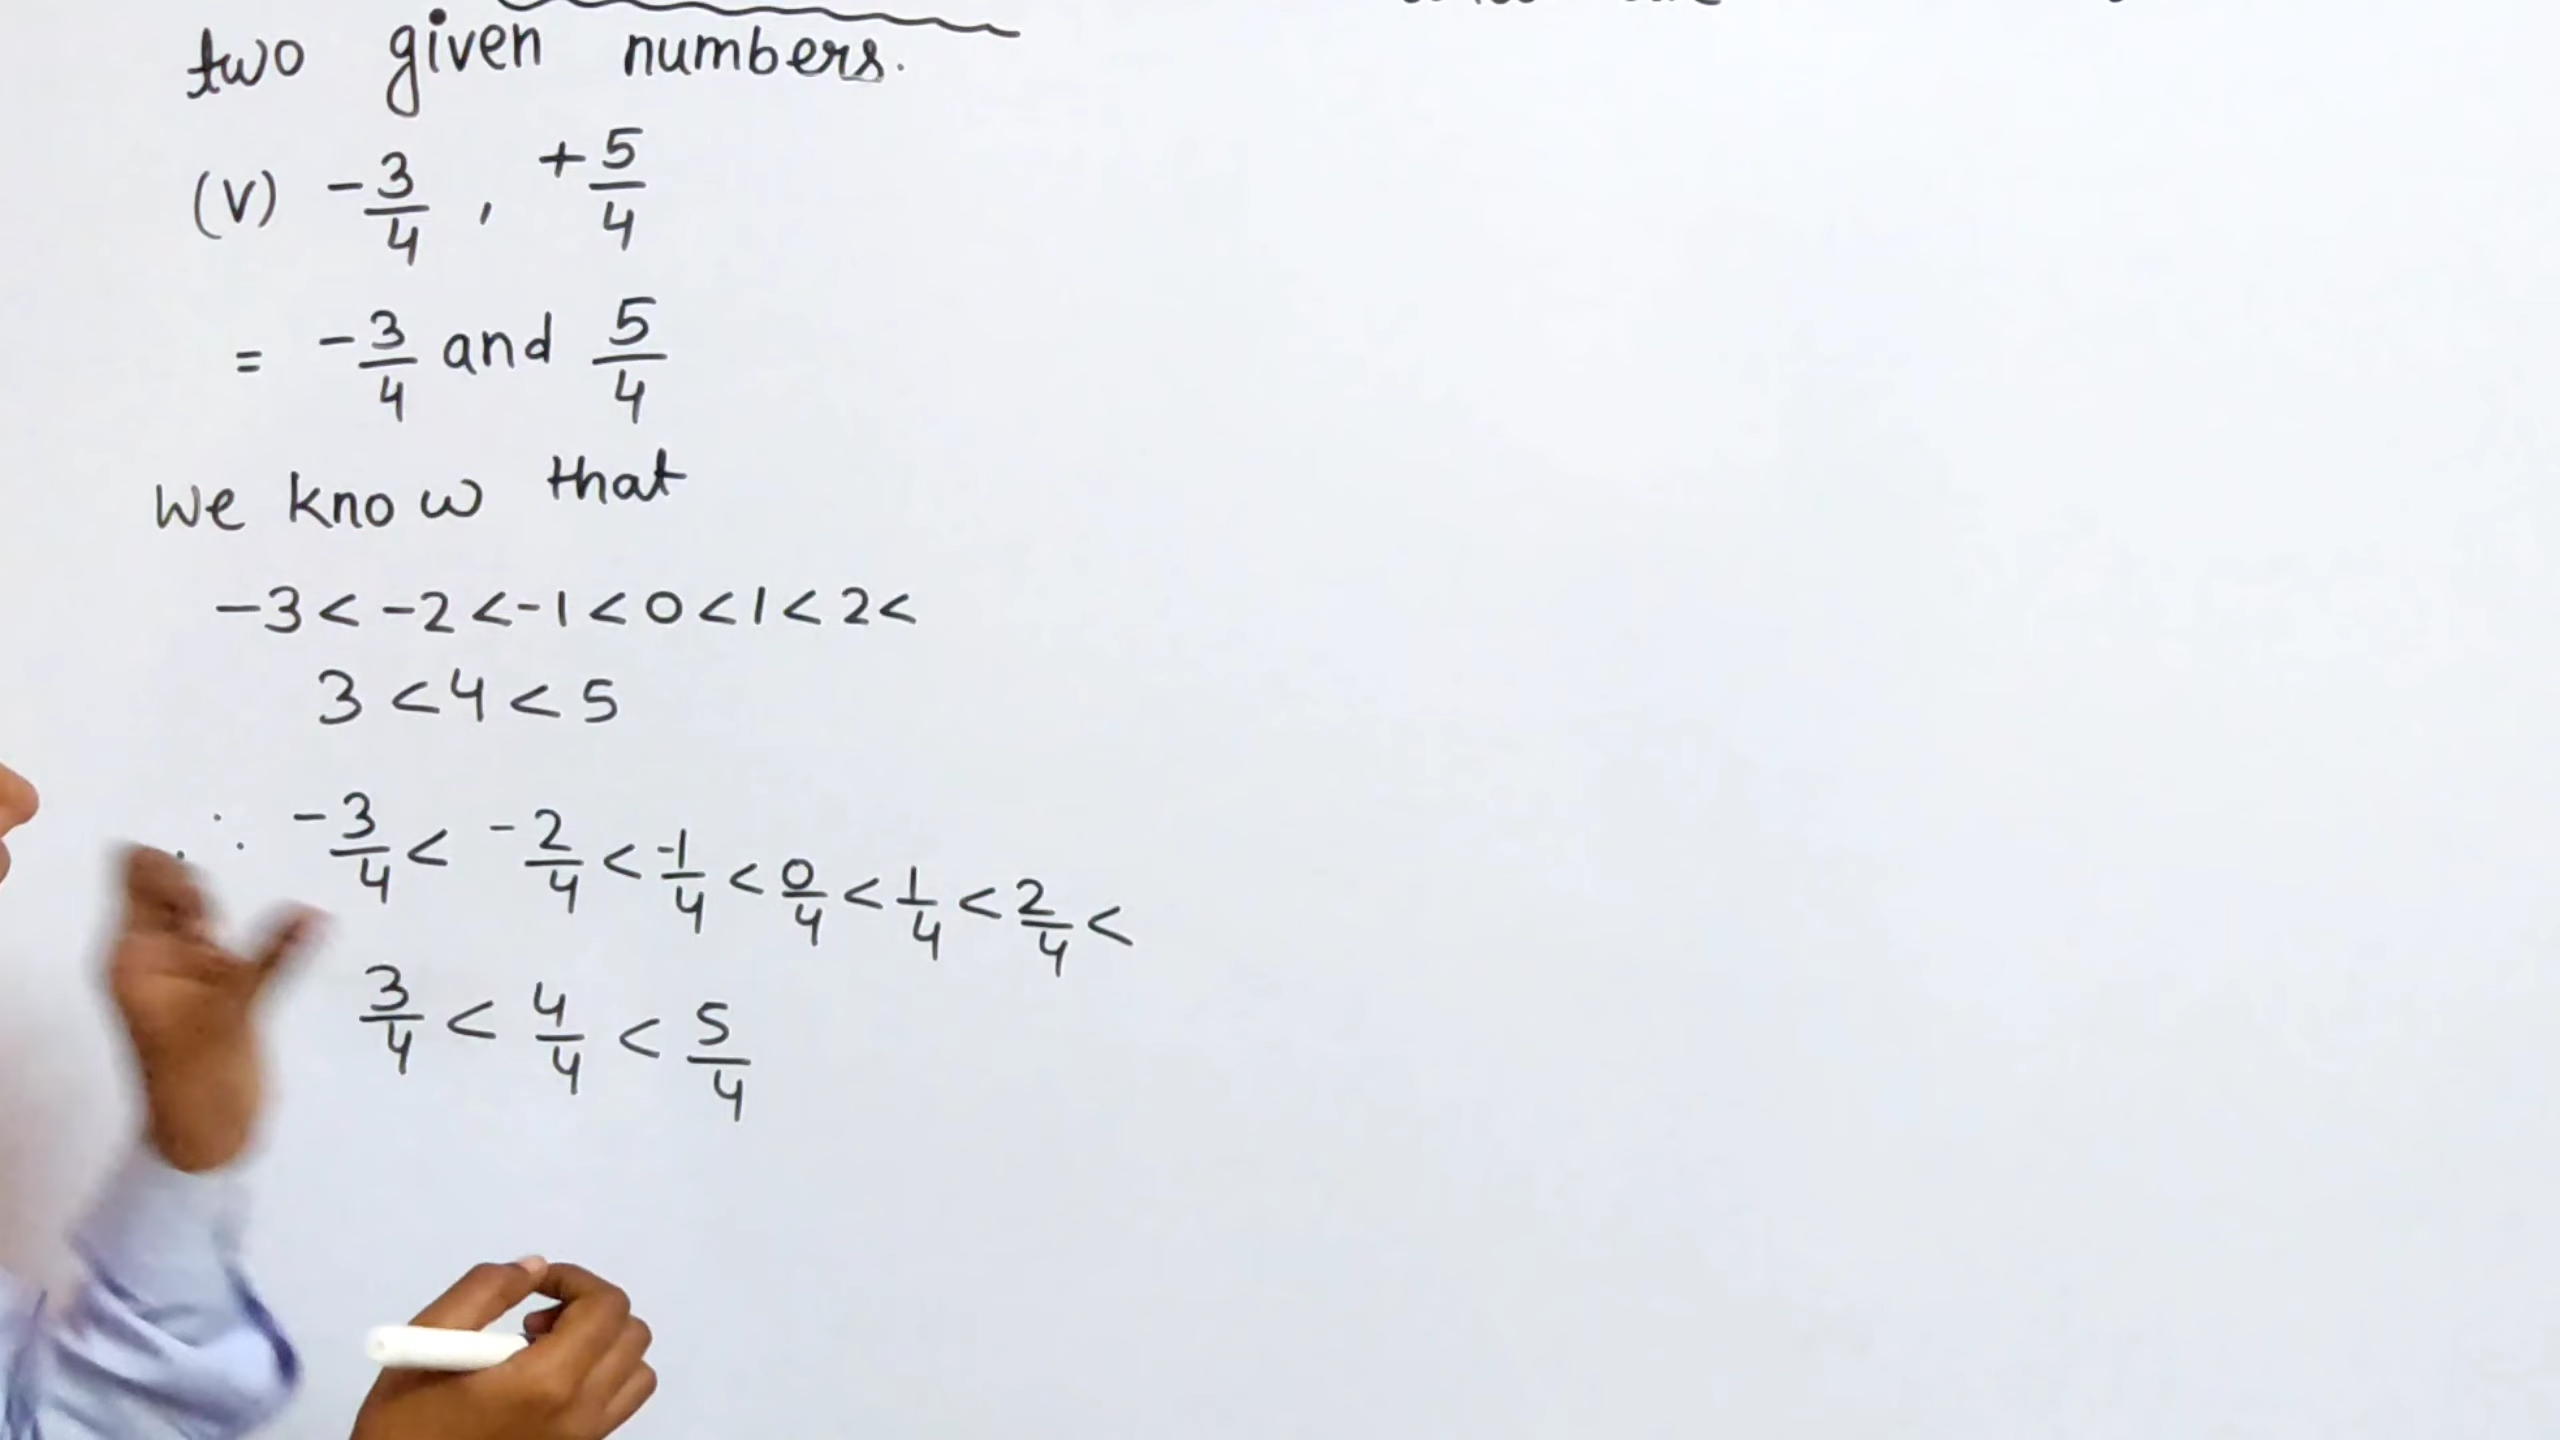 two given numbers.
(V) -3/4 , +5/4
= -3/4 and 5/4
We know that
-3 < -2 < -1 < 0 < 1 < 2 <
3 < 4 < 5
∴ -3/4 < -2/4 < -1/4 < 0/4 < 1/4 < 2/4 <
3/4 < 4/4 < 5/4